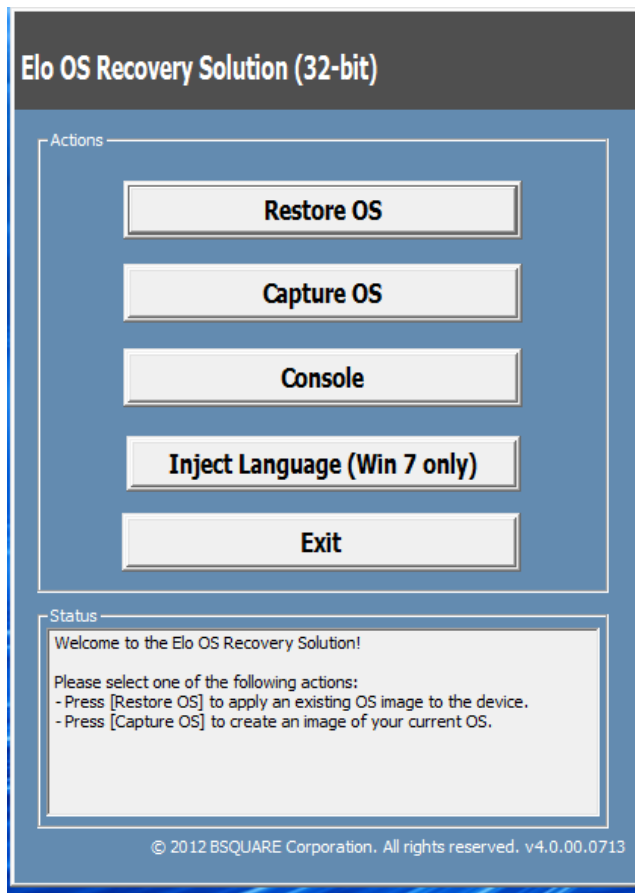 Elo OS Recovery Solution (32-bit)
Actions
Restore OS
Capture OS
Console
Inject Language (Win 7 only)
Exit
Status
Welcome to the Elo OS Recovery Solution!
Please select one of the following actions:
- Press [Restore OS] to apply an existing OS image to the device.
- Press [Capture OS] to create an image of your current OS.
© 2012 BSQUARE Corporation. All rights reserved. v4.0.00.0713